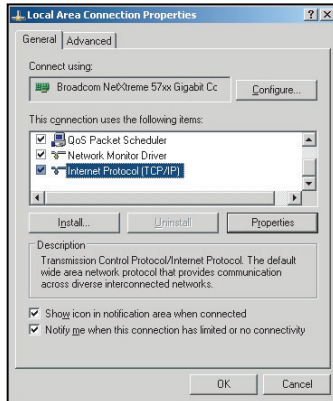 Local Area Connection Properties
General Advanced
Connect using:
Broadcom NetXtreme 57xx Gigabit Cc Configure...
This connection uses the following items:
QoS Packet Scheduler
Network Monitor Driver
Internet Protocol (TCP/IP)
Install... Uninstall Properties
Description
Transmission Control Protocol/Internet Protocol. The default
wide area network protocol that provides communication
across diverse interconnected networks.
Show icon in notification area when connected
Notify me when this connection has limited or no connectivity
OK Cancel